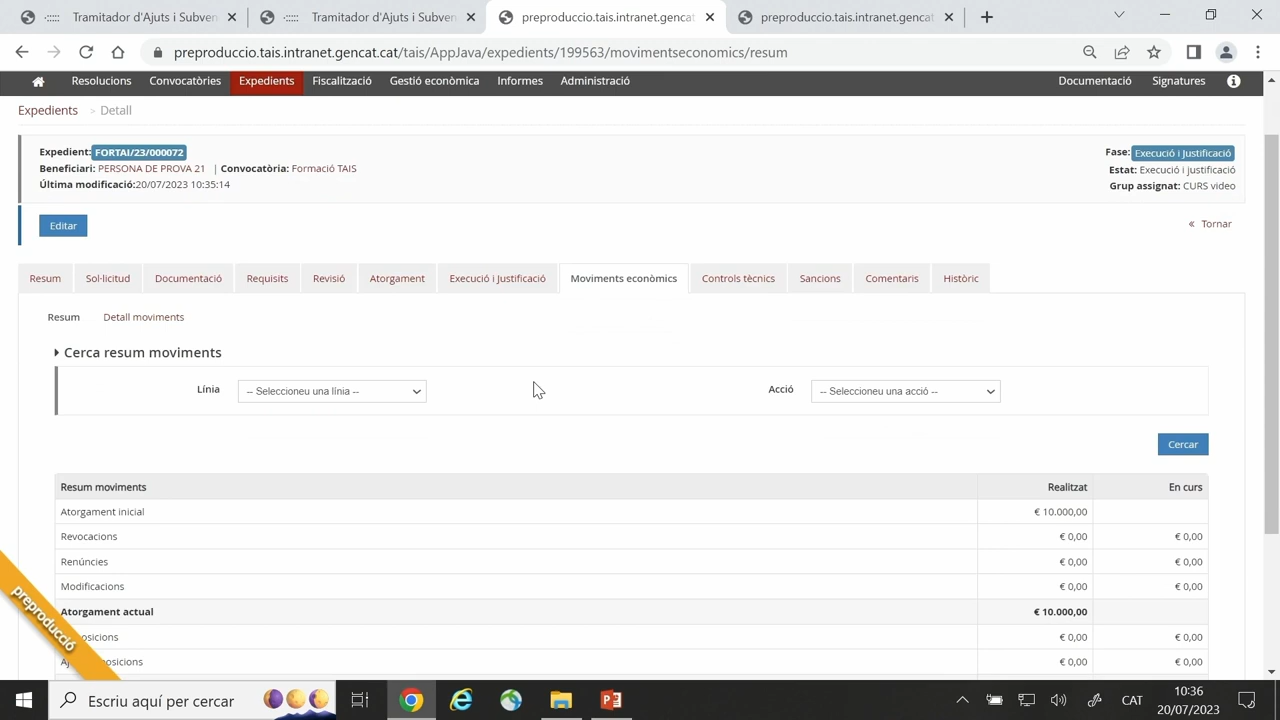 Tramitador d'Ajuts i Subven
Tramitador d'Ajuts i Subven
preproduccio.tais.intranet.gencat
preproduccio.tais.intranet.gencat
preproduccio.tais.intranet.gencat.cat/tais/AppJava/expedients/199563/movimentseconomics/resum
Resolucions Convocatòries Expedients Fiscalització Gestió econòmica Informes Administració Documentació Signatures
Expedients > Detall
Expedient: FORTAI/23/000072 Fase: Execució i Justificació
Beneficiari: PERSONA DE PROVA 21 | Convocatòria: Formació TAIS Estat: Execució i justificació
Última modificació:20/07/2023 10:35:14 Grup assignat: CURS video
Editar « Tornar
Resum Sol·licitud Documentació Requisits Revisió Atorgament Execució i Justificació Moviments econòmics Controls tècnics Sancions Comentaris Històric
Resum Detall moviments
Cerca resum moviments
Línia -- Seleccioneu una línia -- Acció -- Seleccioneu una acció --
Cercar
Resum moviments Realitzat En curs
Atorgament inicial € 10.000,00
Revocacions € 0,00 € 0,00
Renúncies € 0,00 € 0,00
Modificacions € 0,00 € 0,00
Atorgament actual € 10.000,00
€ 0,00 € 0,00
€ 0,00 € 0,00
preproducció
Escriu aquí per cercar CAT 10:36
20/07/2023